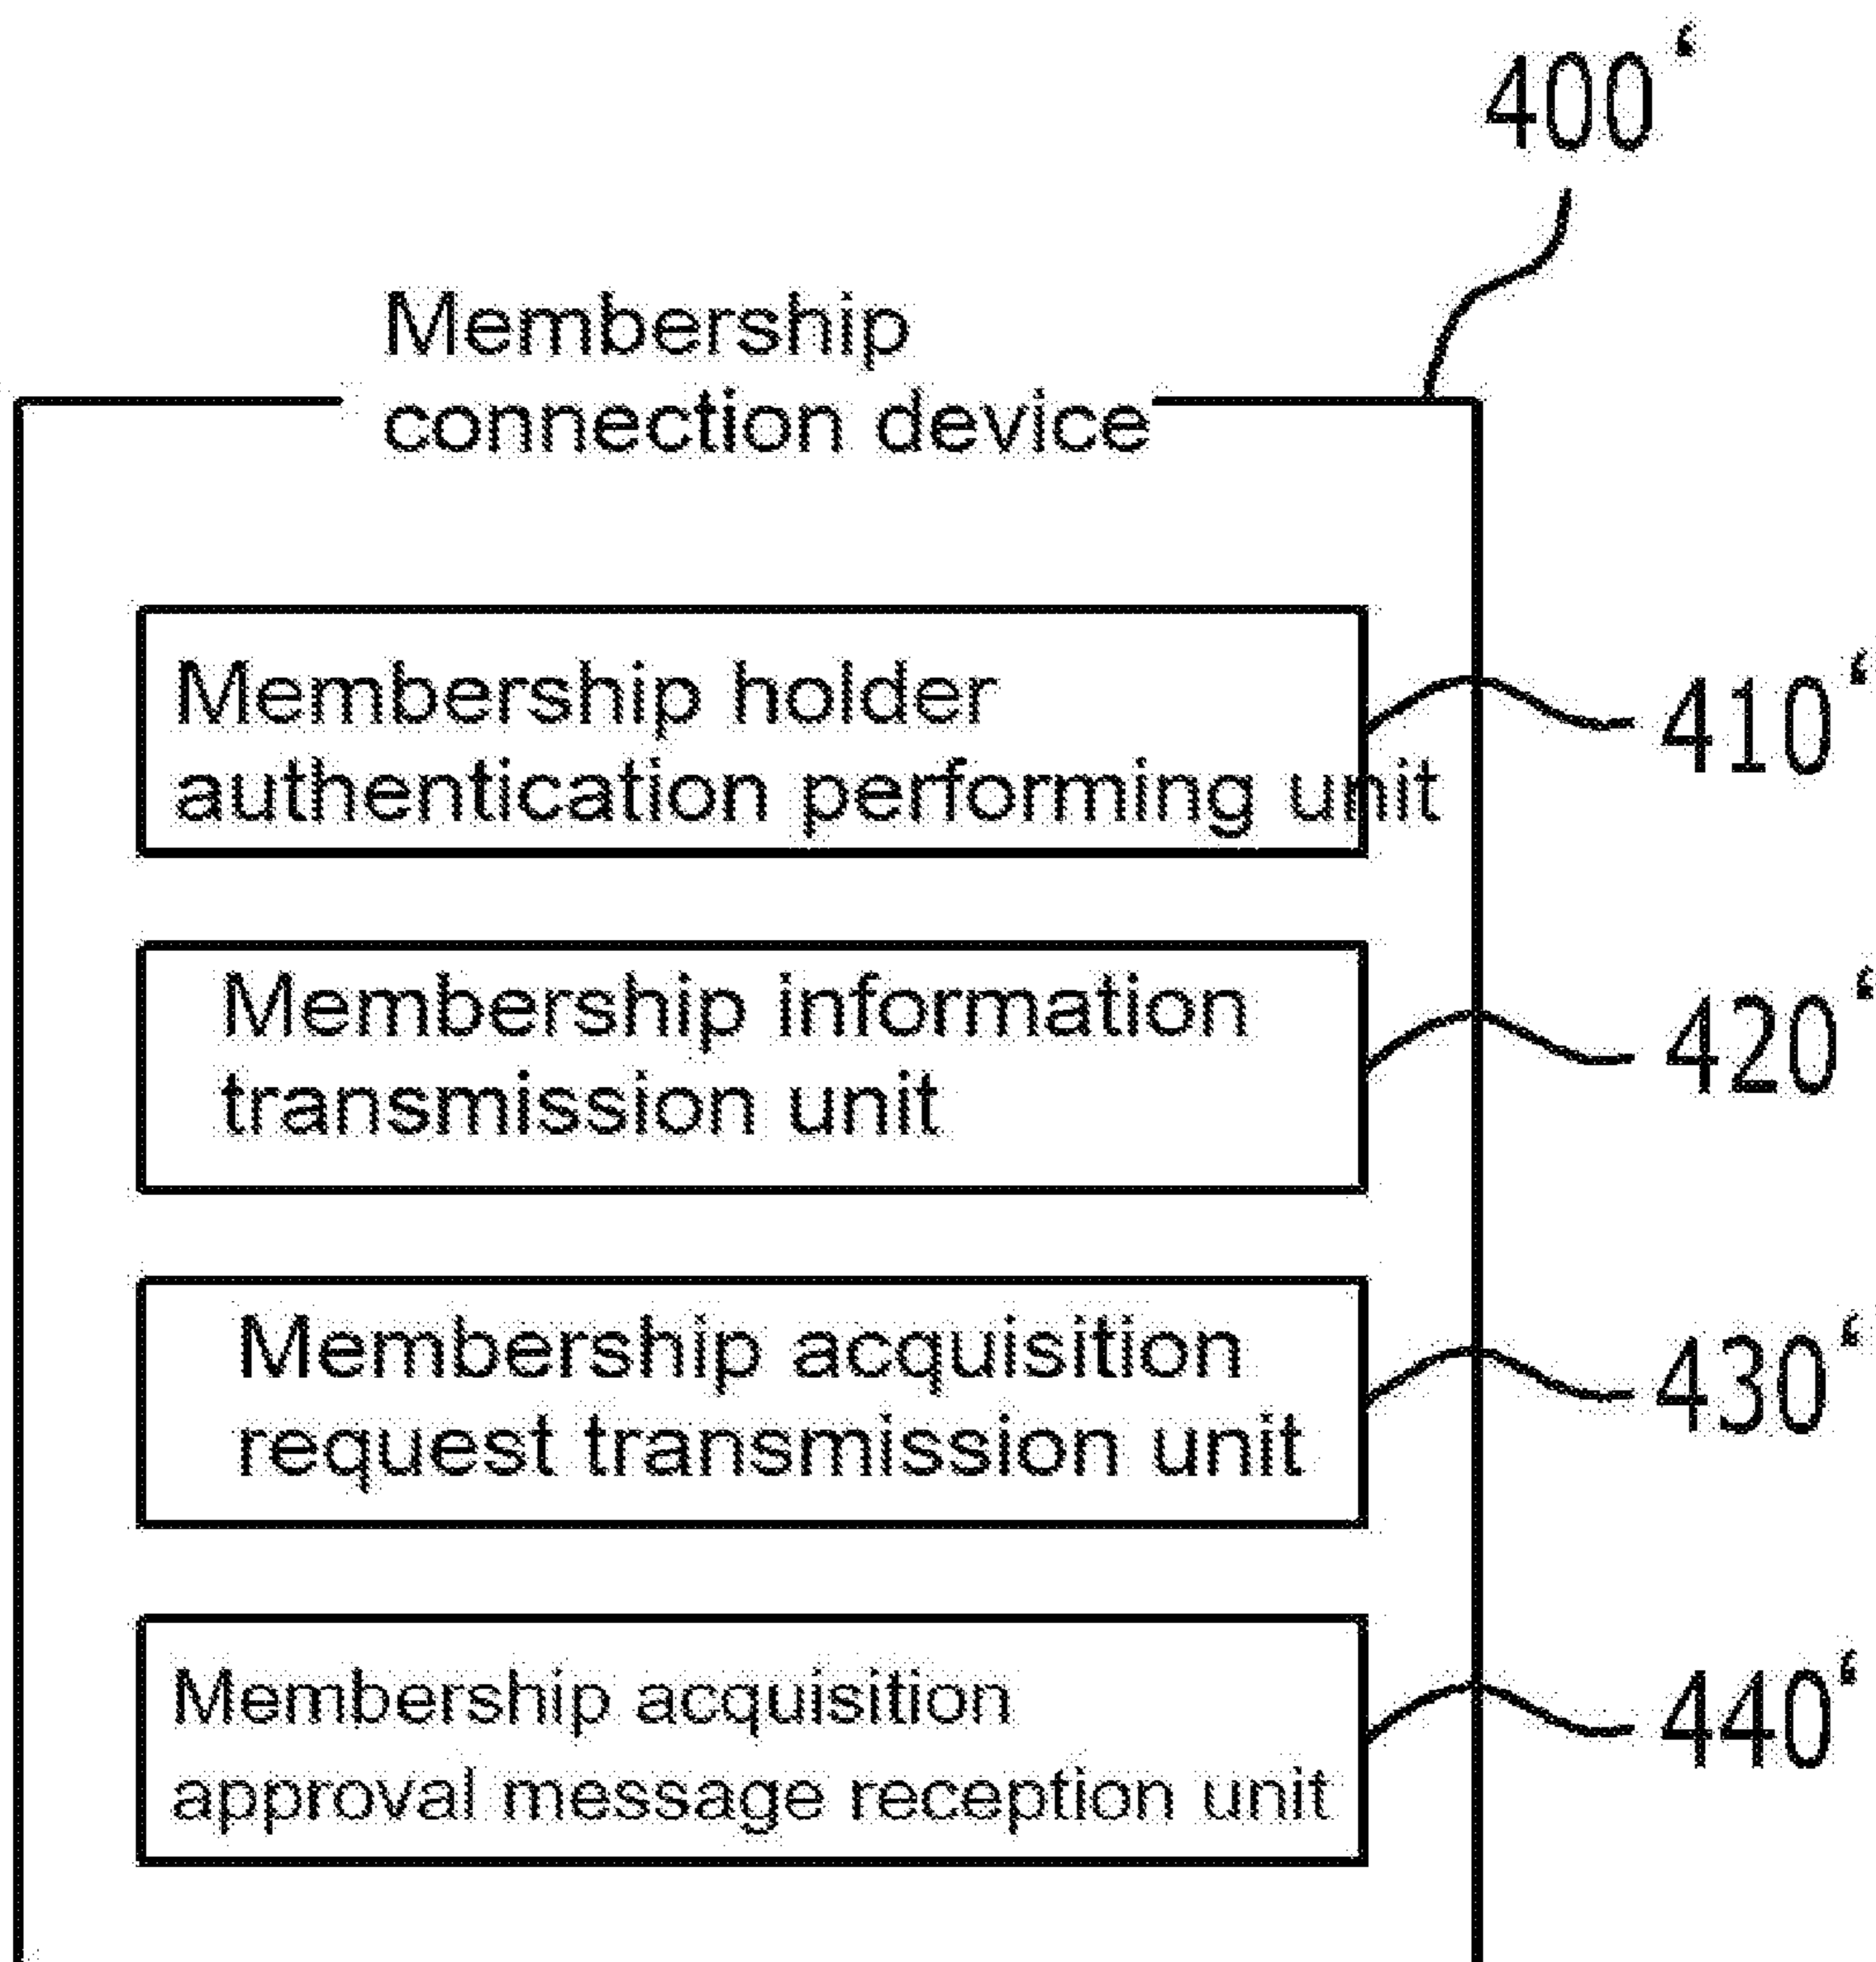 400‘
Membership
connection device
Membership holder
authentication performing unit
410‘
Membership information
transmission unit
420‘
Membership acquisition
request transmission unit
430‘
Membership acquisition
approval message reception unit
440‘